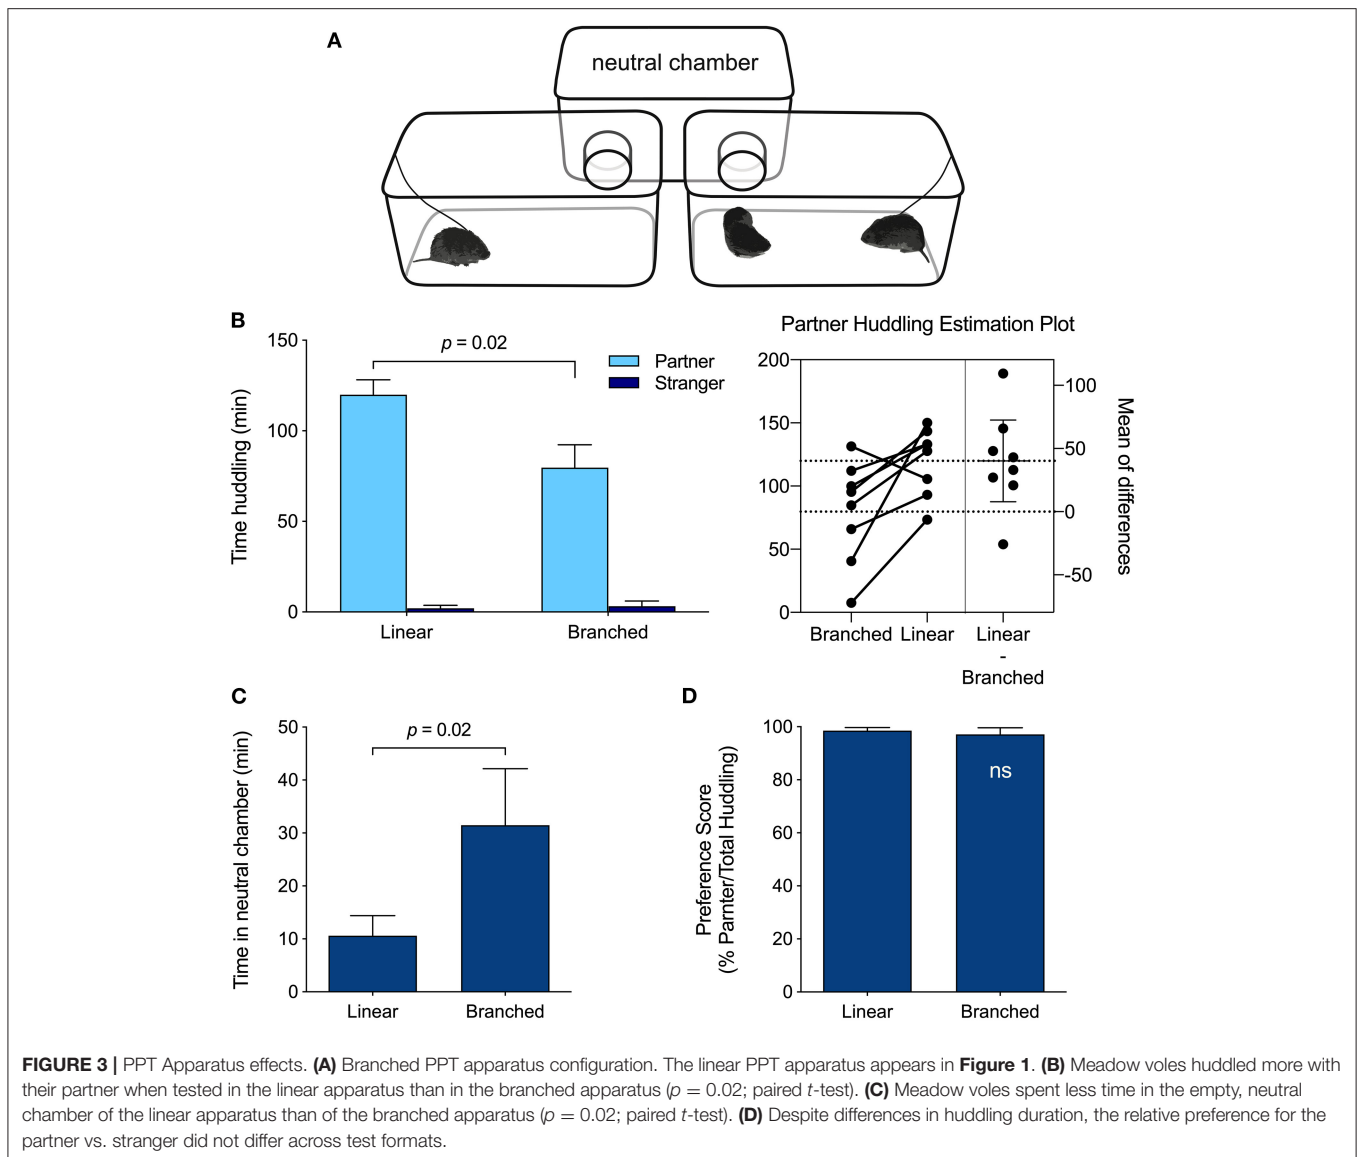 A
neutral chamber
B
150
100
50
0
Time huddling (min)
p = 0.02
Partner
Stranger
Linear
Branched
Partner Huddling Estimation Plot
200
150
100
50
0
100
50
0
-50
Mean of differences
Branched
Linear
Linear
-
Branched
C
50
40
30
20
10
0
Time in neutral chamber (min)
p = 0.02
Linear
Branched
D
100
80
60
40
20
0
Preference Score
(% Parnter/Total Huddling)
ns
Linear
Branched
FIGURE 3 | PPT Apparatus effects. (A) Branched PPT apparatus configuration. The linear PPT apparatus appears in Figure 1. (B) Meadow voles huddled more with
their partner when tested in the linear apparatus than in the branched apparatus (p = 0.02; paired t-test). (C) Meadow voles spent less time in the empty, neutral
chamber of the linear apparatus than of the branched apparatus (p = 0.02; paired t-test). (D) Despite differences in huddling duration, the relative preference for the
partner vs. stranger did not differ across test formats.